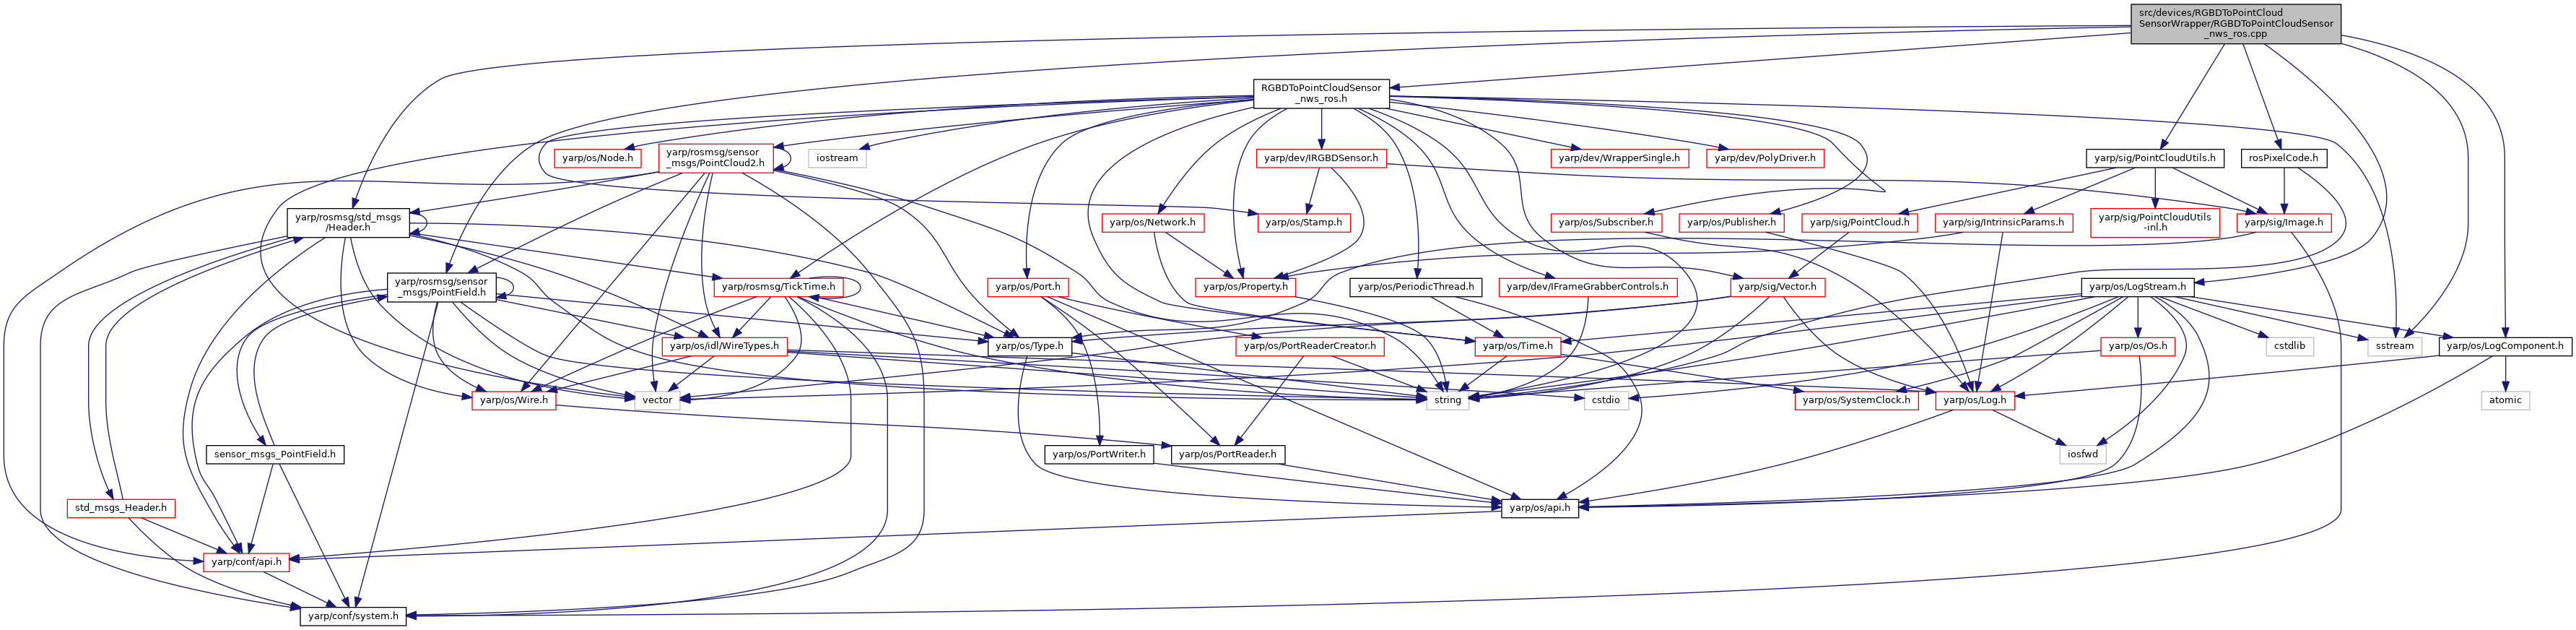 src/devices/RGBDToPointCloud
SensorWrapper/RGBDToPointCloudSensor
_nws_ros.cpp
RGBDToPointCloudSensor
_nws_ros.h
yarp/os/Node.h
yarp/rosmsg/sensor
_msgs/PointCloud2.h
iostream
yarp/dev/IRGBDSensor.h
yarp/dev/WrapperSingle.h
yarp/dev/PolyDriver.h
yarp/sig/PointCloudUtils.h
rosPixelCode.h
yarp/rosmsg/std_msgs
/Header.h
yarp/os/Network.h
yarp/os/Stamp.h
yarp/os/Subscriber.h
yarp/os/Publisher.h
yarp/sig/PointCloud.h
yarp/sig/IntrinsicParams.h
yarp/sig/PointCloudUtils
-inl.h
yarp/sig/Image.h
yarp/rosmsg/sensor
_msgs/PointField.h
yarp/rosmsg/TickTime.h
yarp/os/Port.h
yarp/os/Property.h
yarp/os/PeriodicThread.h
yarp/dev/IFrameGrabberControls.h
yarp/sig/Vector.h
yarp/os/LogStream.h
yarp/os/idl/WireTypes.h
yarp/os/Type.h
yarp/os/PortReaderCreator.h
yarp/os/Time.h
yarp/os/Os.h
cstdlib
sstream
yarp/os/LogComponent.h
yarp/os/Wire.h
vector
string
cstdio
yarp/os/SystemClock.h
yarp/os/Log.h
atomic
sensor_msgs_PointField.h
yarp/os/PortWriter.h
yarp/os/PortReader.h
iosfwd
std_msgs_Header.h
yarp/os/api.h
yarp/conf/api.h
yarp/conf/system.h